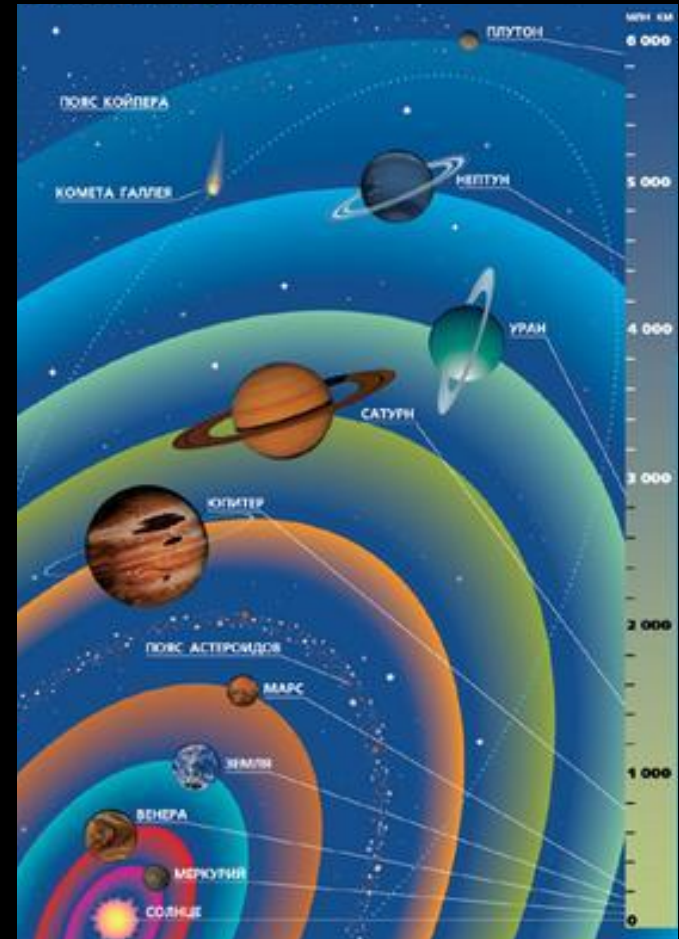 МЛН КМ
ПЛУТОН
6 000
ПОЯС КОЙПЕРА
НЕПТУН
5 000
КОМЕТА ГАЛЛЕЯ
УРАН
4 000
САТУРН
3 000
ЮПИТЕР
2 000
ПОЯС АСТЕРОИДОВ
МАРС
ЗЕМЛЯ
1 000
ВЕНЕРА
МЕРКУРИЙ
СОЛНЦЕ
0